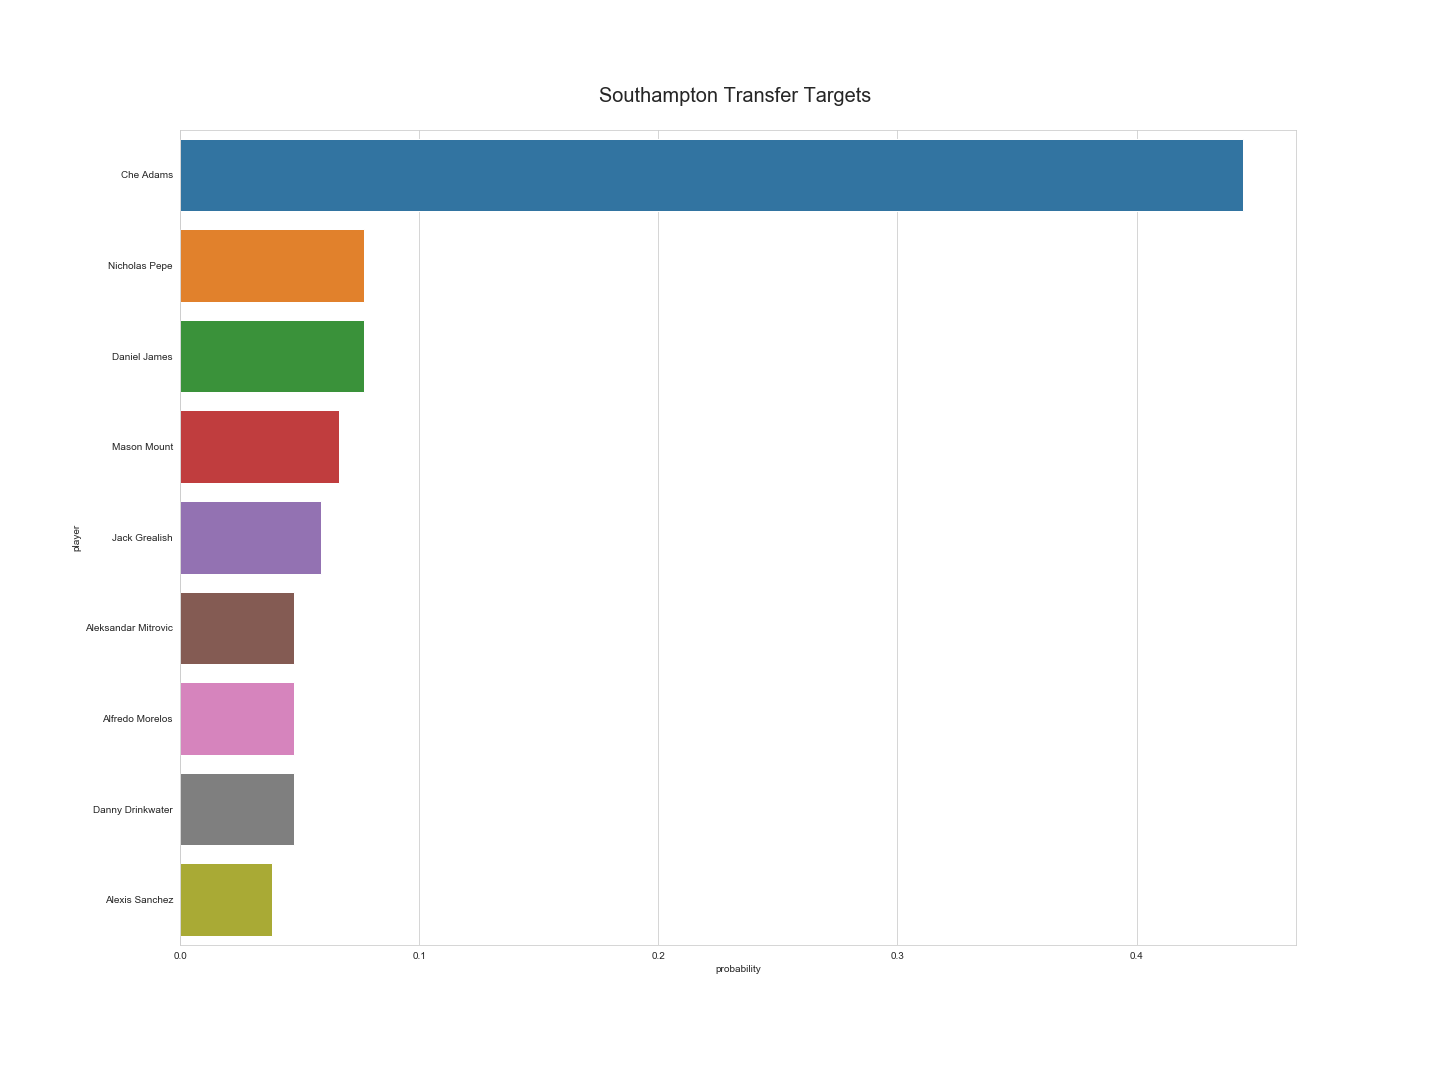 Southampton Transfer Targets
player
Che Adams
Nicholas Pepe
Daniel James
Mason Mount
Jack Grealish
Aleksandar Mitrovic
Alfredo Morelos
Danny Drinkwater
Alexis Sanchez
0.0 0.1 0.2 0.3 0.4
probability